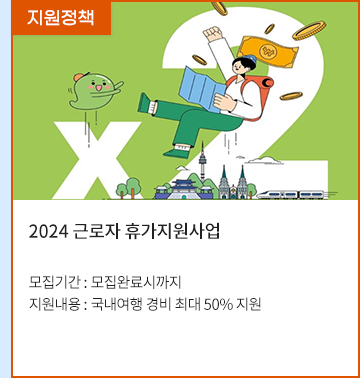 지원정책
x2
2024 근로자 휴가지원사업
모집기간 : 모집완료시까지
지원내용 : 국내여행 경비 최대 50% 지원